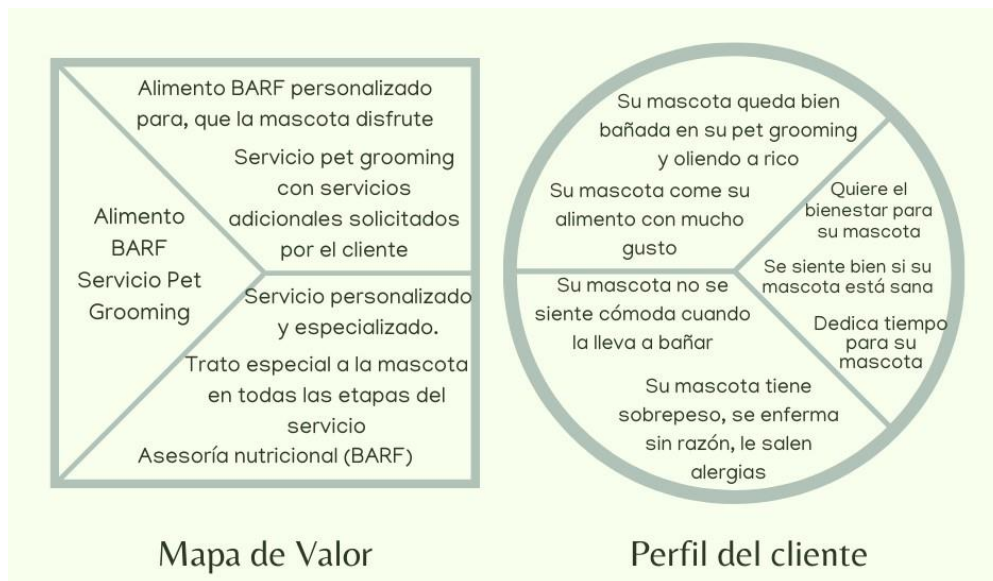 Alimento BARF personalizado
para, que la mascota disfrute
Servicio pet grooming
con servicios
adicionales solicitados
por el cliente
Alimento
BARF
Servicio Pet
Grooming
Servicio personalizado
y especializado.
Trato especial a la mascota
en todas las etapas del
servicio
Asesoría nutricional (BARF)
Mapa de Valor
Su mascota queda bien
bañada en su pet grooming
y oliendo a rico
Su mascota come su
alimento con mucho
gusto
Quiere el
bienestar para
su mascota
Se siente bien si su
mascota está sana
Dedica tiempo
para su
mascota
Su mascota no se
siente cómoda cuando
la lleva a bañar
Su mascota tiene
sobrepeso, se enferma
sin razón, le salen
alergias
Perfil del cliente